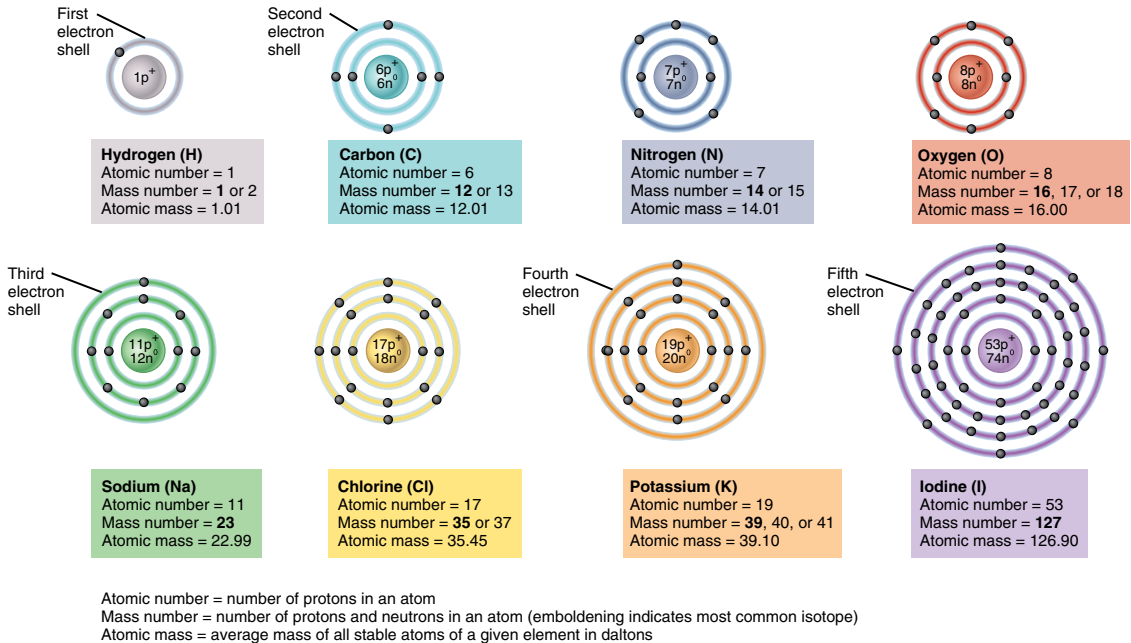 First
electron
shell
1p+
Second
electron
shell
6p+
6n0
7p+
7n0
8p+
8n0
Hydrogen (H)
Atomic number = 1
Mass number = 1 or 2
Atomic mass = 1.01
Carbon (C)
Atomic number = 6
Mass number = 12 or 13
Atomic mass = 12.01
Nitrogen (N)
Atomic number = 7
Mass number = 14 or 15
Atomic mass = 14.01
Oxygen (O)
Atomic number = 8
Mass number = 16, 17, or 18
Atomic mass = 16.00
Third
electron
shell
11p+
12n0
17p+
18n0
Fourth
electron
shell
19p+
20n0
Fifth
electron
shell
53p+
74n0
Sodium (Na)
Atomic number = 11
Mass number = 23
Atomic mass = 22.99
Chlorine (Cl)
Atomic number = 17
Mass number = 35 or 37
Atomic mass = 35.45
Potassium (K)
Atomic number = 19
Mass number = 39, 40, or 41
Atomic mass = 39.10
Iodine (I)
Atomic number = 53
Mass number = 127
Atomic mass = 126.90
Atomic number = number of protons in an atom
Mass number = number of protons and neutrons in an atom (emboldening indicates most common isotope)
Atomic mass = average mass of all stable atoms of a given element in daltons